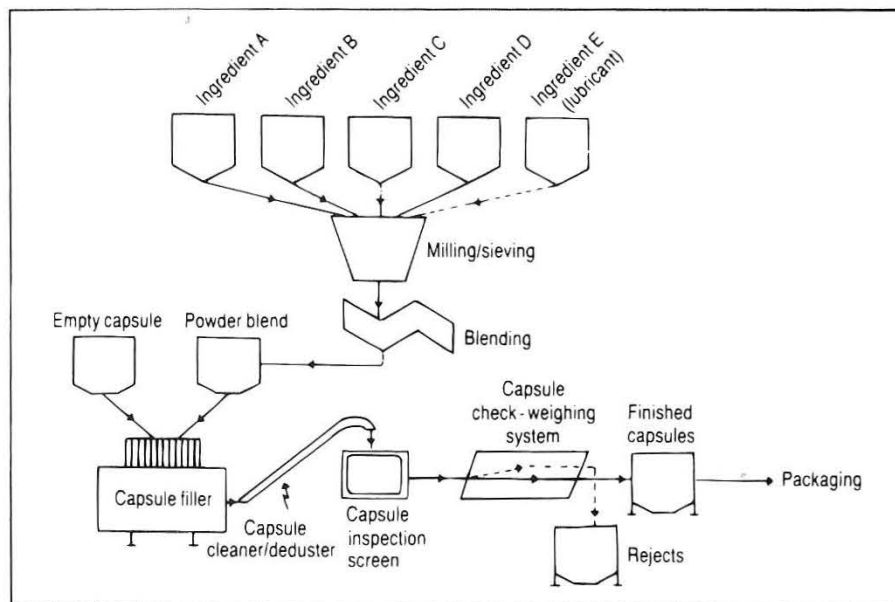 Ingredient A
Ingredient B
Ingredient C
Ingredient D
Ingredient E
(lubricant)
Milling/sieving
Empty capsule
Powder blend
Blending
Capsule
check-weighing
system
Finished
capsules
Capsule filler
Packaging
Capsule
cleaner/deduster
Capsule
inspection
screen
Rejects